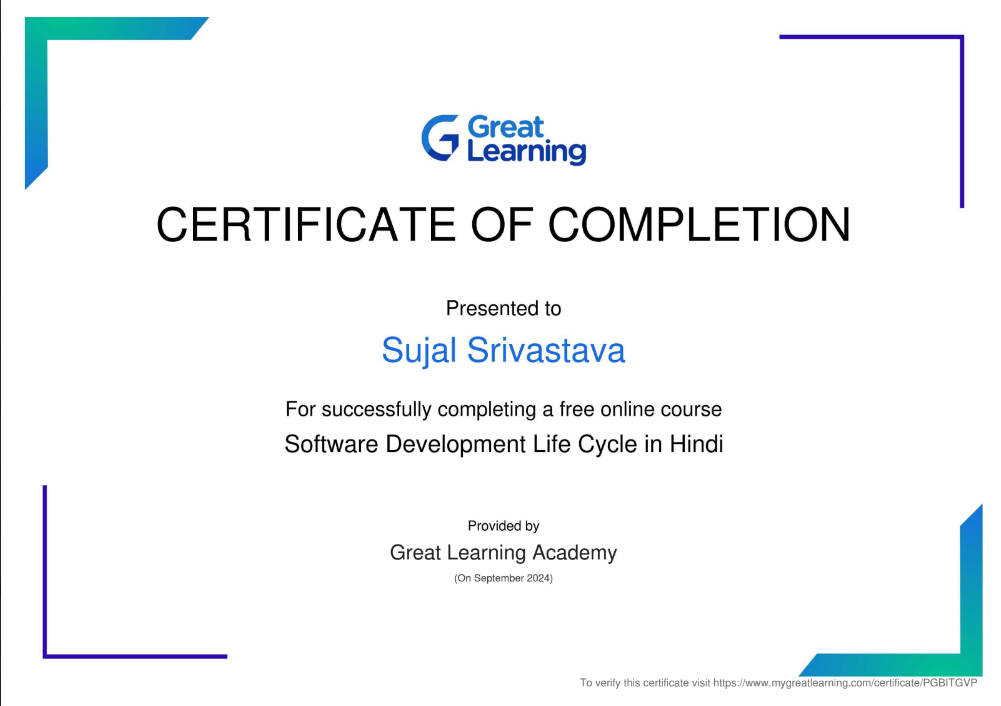 Great
Learning
CERTIFICATE OF COMPLETION
Presented to
Sujal Srivastava
For successfully completing a free online course
Software Development Life Cycle in Hindi
Provided by
Great Learning Academy
(On September 2024)
To verify this certificate visit https://www.mygreatlearning.com/certificate/PGBITGVP